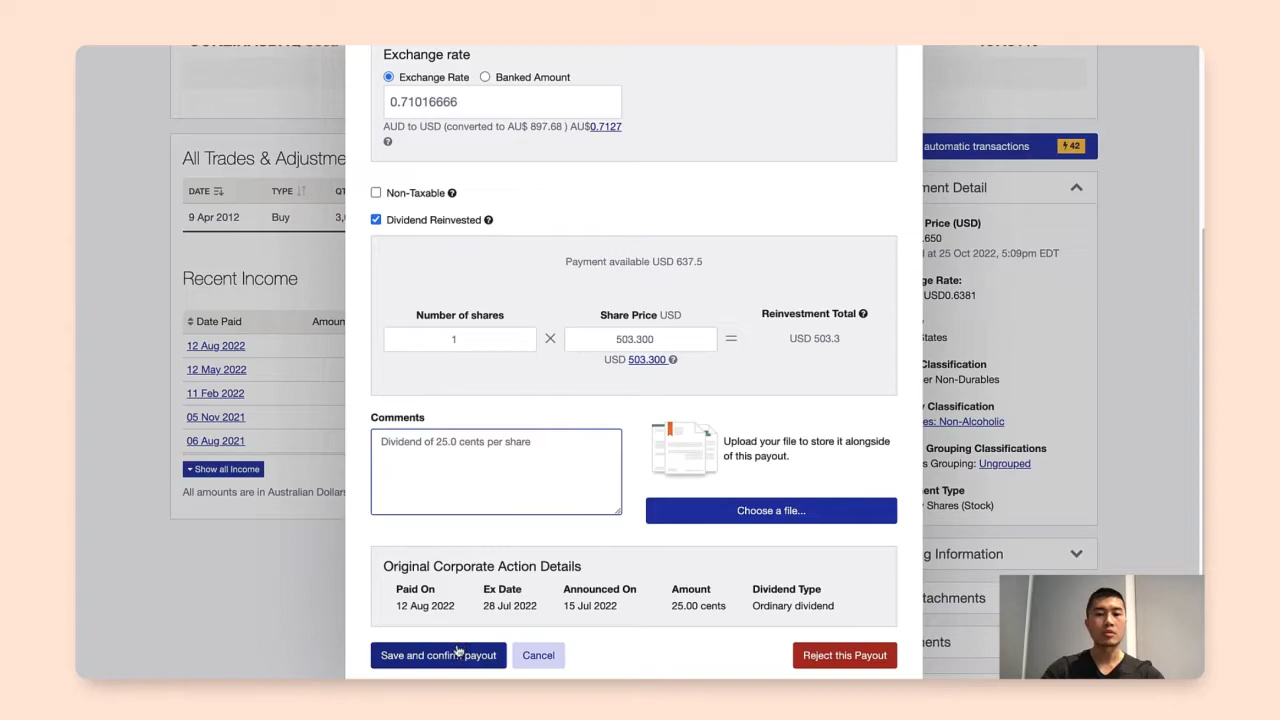 Exchange rate
Exchange Rate
Banked Amount
0.71016666
AUD to USD (converted to AU$ 897.68 ) AU$0.7127
All Trades & Adjustme
DATE
TYPE
QT
9 Apr 2012
Buy
3,
Recent Income
Date Paid
Amoun
12 Aug 2022
12 May 2022
11 Feb 2022
05 Nov 2021
06 Aug 2021
Show all Income
All amounts are in Australian Dollars
Non-Taxable
Dividend Reinvested
Payment available USD 637.5
Number of shares
Share Price USD
Reinvestment Total
1
×
503.300
=
USD 503.3
USD 503.300
Comments
Dividend of 25.0 cents per share
Upload your file to store it alongside
of this payout.
Choose a file...
Original Corporate Action Details
Paid On
Ex Date
Announced On
Amount
Dividend Type
12 Aug 2022
28 Jul 2022
15 Jul 2022
25.00 cents
Ordinary dividend
Save and confirm payout
Cancel
Reject this Payout
automatic transactions
42
ment Detail
Price (USD)
.650
at 25 Oct 2022, 5:09pm EDT
ge Rate:
USD0.6381
States
Classification
er Non-Durables
y Classification
es: Non-Alcoholic
Grouping Classifications
s Grouping: Ungrouped
ent Type
y Shares (Stock)
g Information
ttachments
ments